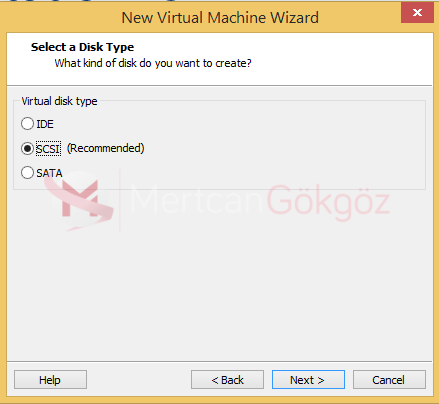 New Virtual Machine Wizard
Select a Disk Type
What kind of disk do you want to create?
Virtual disk type
IDE
SCSI (Recommended)
SATA
MertcanGökgöz
Help
< Back
Next >
Cancel